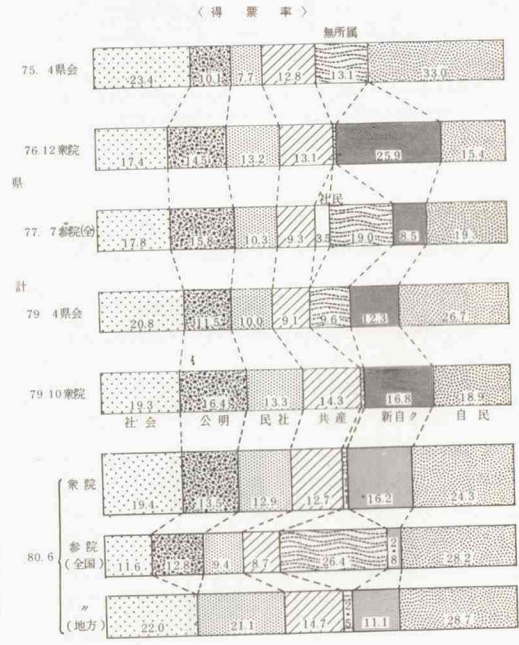 〈得票率〉
無所属
75. 4県会
23.4 10.1 7.7 12.8 13.1 33.0
76.12衆院
17.4 14.5 13.2 13.1 25.9 15.4
県
社民
77. 7参院(全)
17.8 15.8 10.3 9.3 3.5 19.0 8.5 19.3
計
79 4県会
20.8 11.5 10.0 9.1 9.6 12.3 26.7
79 10衆院
19.3 16.4 13.3 14.3 16.8 18.9
社会 公明 民社 共産 新自ク 自民
衆院
19.4 13.5 12.9 12.7 16.2 24.3
80.6
参院
(全国)
11.6 12.8 9.4 8.7 26.4 2.8 28.2
〃
(地方)
22.0 21.1 14.7 11.1 28.7